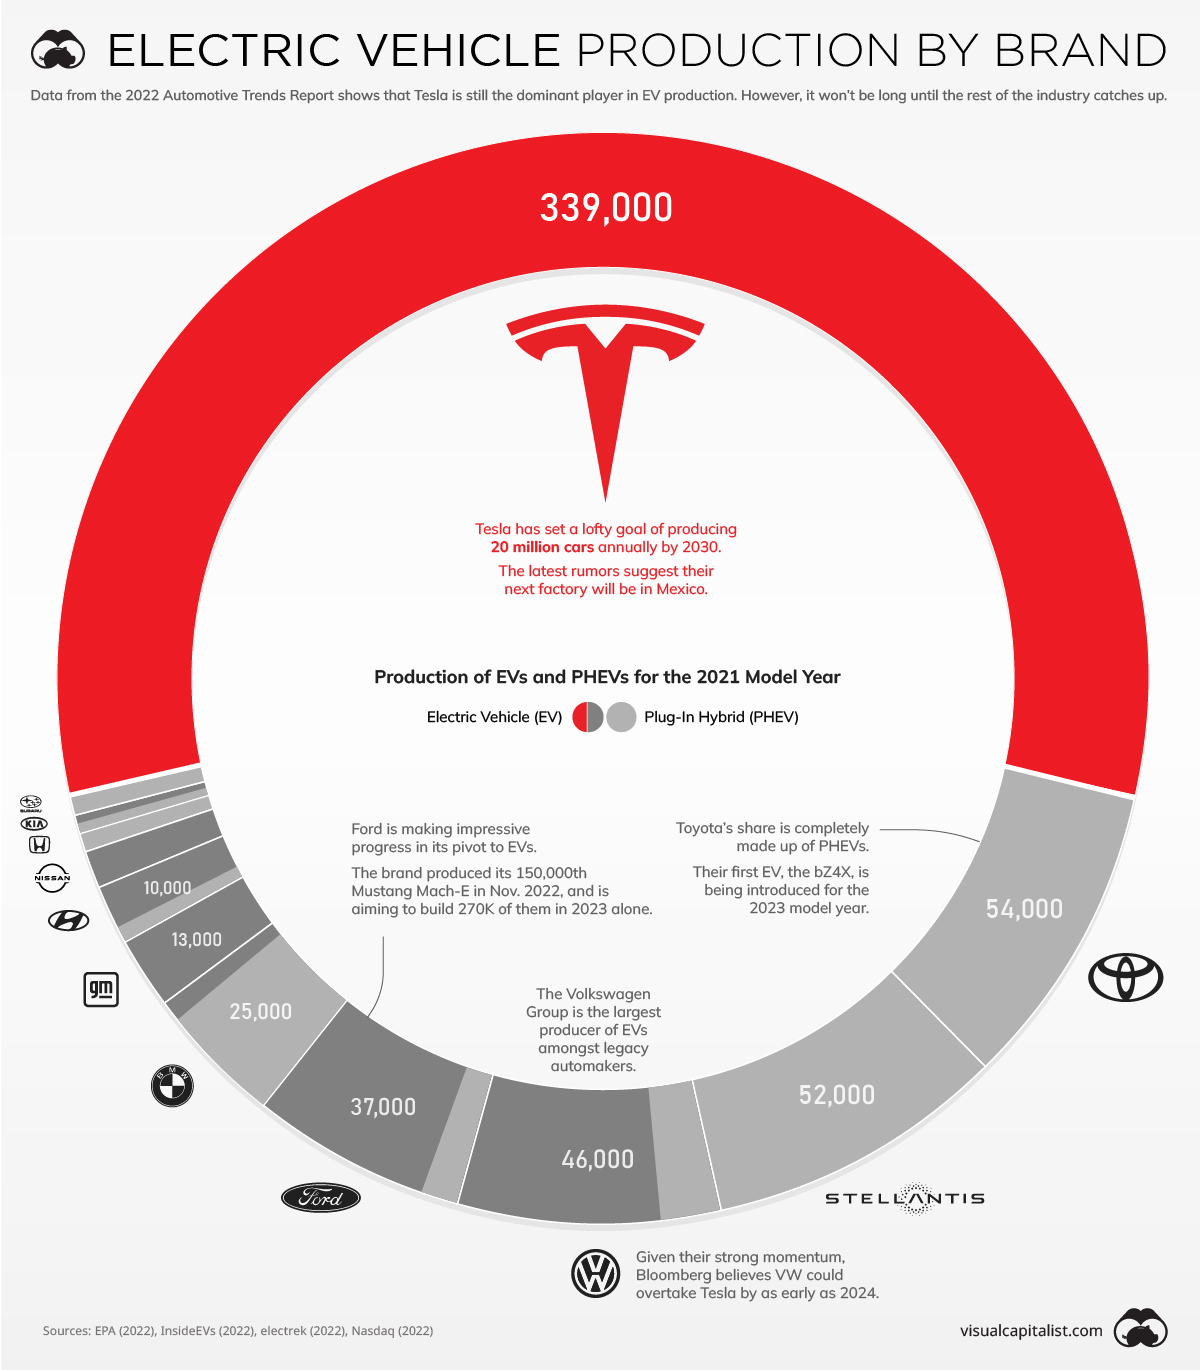 ELECTRIC VEHICLE PRODUCTION BY BRAND
Data from the 2022 Automotive Trends Report shows that Tesla is still the dominant player in EV production. However, it won't be long until the rest of the industry catches up.
339,000
Tesla has set a lofty goal of producing
20 million cars annually by 2030.
The latest rumors suggest their
next factory will be in Mexico.
Production of EVs and PHEVs for the 2021 Model Year
Electric Vehicle (EV)
Plug-In Hybrid (PHEV)
SUBARU
KIA
NISSAN
10,000
13,000
gm
25,000
BMW
Ford is making impressive
progress in its pivot to EVs.
The brand produced its 150,000th
Mustang Mach-E in Nov. 2022, and is
aiming to build 270K of them in 2023 alone.
Toyota's share is completely
made up of PHEVs.
Their first EV, the bZ4X, is
being introduced for the
2023 model year.
54,000
The Volkswagen
Group is the largest
producer of EVs
amongst legacy
automakers.
37,000
46,000
52,000
Ford
STELLANTIS
Given their strong momentum,
Bloomberg believes VW could
overtake Tesla by as early as 2024.
Sources: EPA (2022), InsideEVs (2022), electrek (2022), Nasdaq (2022)
visualcapitalist.com